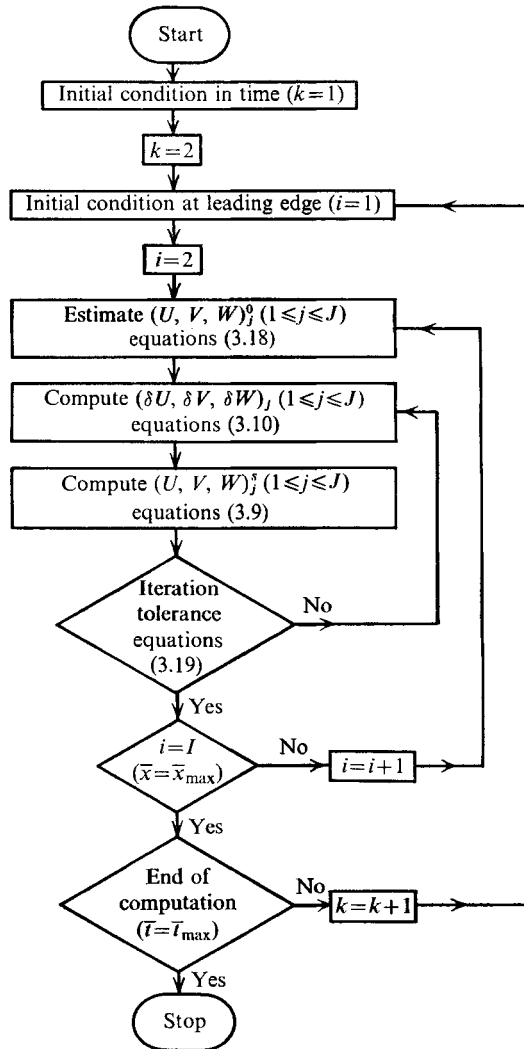 Start
Initial condition in time (k=1)
k=2
Initial condition at leading edge (i=1)
i=2
Estimate (U, V, W)⁰ⱼ (1⩽j⩽J)
equations (3.18)
Compute (δU, δV, δW)ⱼ (1⩽j⩽J)
equations (3.10)
Compute (U, V, W)ˢⱼ (1⩽j⩽J)
equations (3.9)
Iteration
tolerance
equations
(3.19)
No
Yes
i=I
(x̄=x̄max)
No
i=i+1
Yes
End of
computation
(t̄=t̄max)
No
k=k+1
Yes
Stop